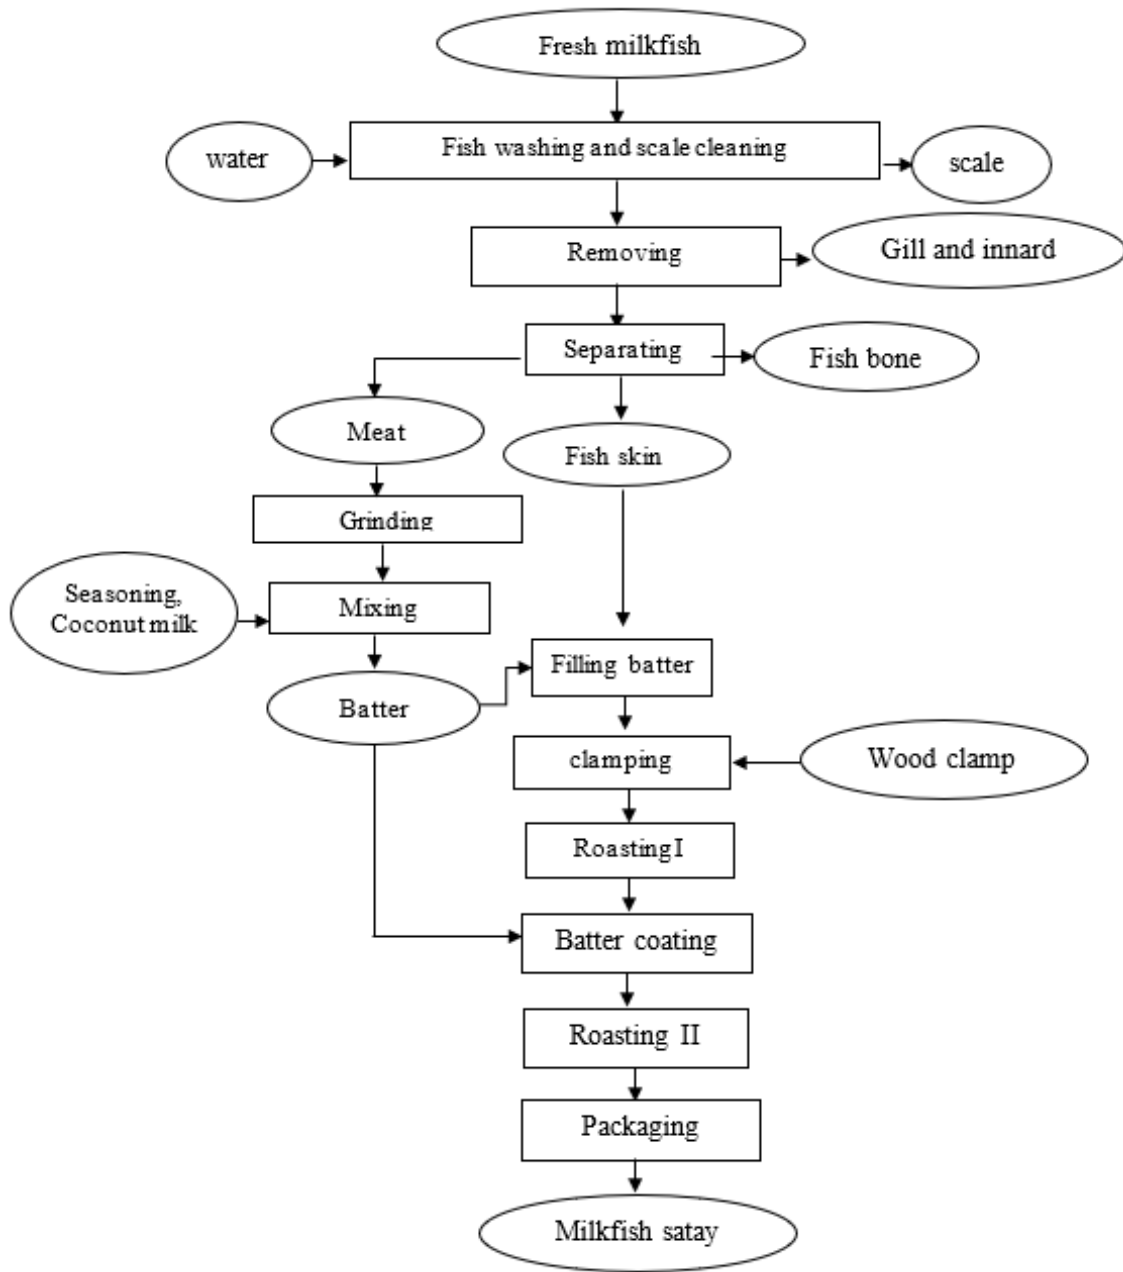 Fresh milkfish
water
Fish washing and scale cleaning
scale
Removing
Gill and innard
Separating
Fish bone
Meat
Fish skin
Grinding
Seasoning,
Coconut milk
Mixing
Filling batter
Batter
clamping
Wood clamp
Roasting I
Batter coating
Roasting II
Packaging
Milkfish satay